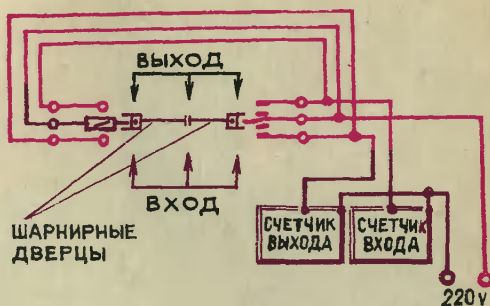 ВЫХОД
ВХОД
ШАРНИРНЫЕ
ДВЕРЦЫ
СЧЕТЧИК
ВЫХОДА
СЧЕТЧИК
ВХОДА
220V